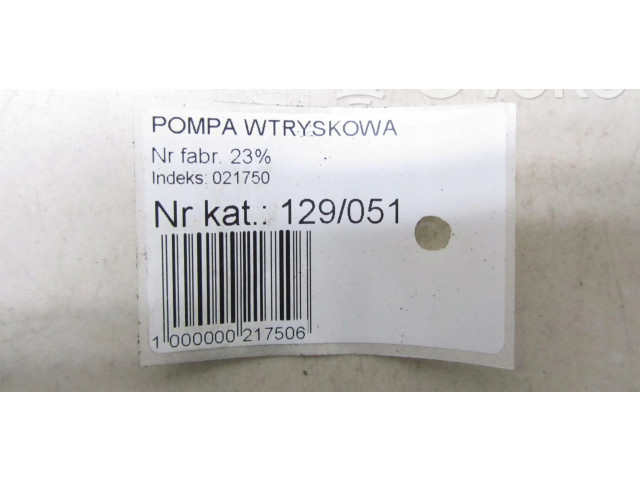 POMPA WTRYSKOWA
Nr fabr. 23%
Indeks: 021750
Nr kat.: 129/051
1 000000 217506